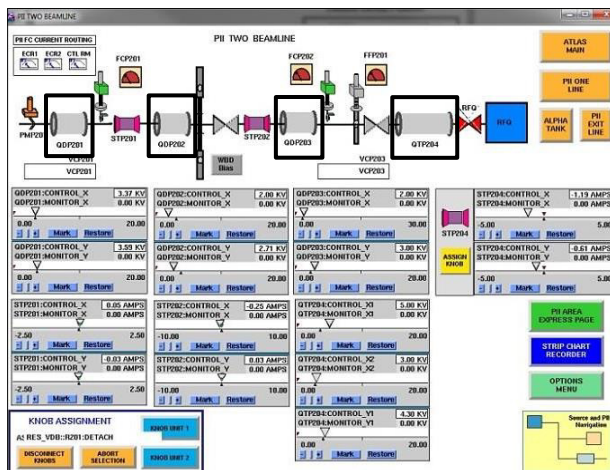 PII TWO BEAMLINE
PII FC CURRENT ROUTING
ECR1 ECR2 CTL RM
PII TWO BEAMLINE
FCP201
FCP202
FFP201
ATLAS MAIN
PII ONE LINE
ALPHA TANK
PII EXIT LINE
PMP20
QDP201
STP201
QDP202
STP202
QDP203
QTP204
RFQ
RFQ
VCP201
VCP201
WBD Bias
VCP203
VCP203
QDP201:CONTROL_X 3.37 KV
QDP201:MONITOR_X 0.00 KV
0.00 20.00
Mark Restore
QDP201:CONTROL_Y 3.59 KV
QDP201:MONITOR_Y 0.00 KV
0.00 20.00
Mark Restore
STP201:CONTROL_X 0.05 AMPS
STP201:MONITOR_X 0.00 AMPS
-2.50 2.50
Mark Restore
STP201:CONTROL_Y -0.03 AMPS
STP201:MONITOR_Y 0.00 AMPS
-2.50 2.50
Mark Restore
QDP202:CONTROL_X 2.00 KV
QDP202:MONITOR_X 0.00 KV
0.00 20.00
Mark Restore
QDP202:CONTROL_Y 2.71 KV
QDP202:MONITOR_Y 0.00 KV
0.00 20.00
Mark Restore
STP202:CONTROL_X -0.25 AMPS
STP202:MONITOR_X 0.00 AMPS
-10.00 10.00
Mark Restore
STP202:CONTROL_Y 0.03 AMPS
STP202:MONITOR_Y 0.00 AMPS
-10.00 10.00
Mark Restore
QDP203:CONTROL_X 2.00 KV
QDP203:MONITOR_X 0.00 KV
0.00 30.00
Mark Restore
QDP203:CONTROL_Y 3.00 KV
QDP203:MONITOR_Y 0.00 KV
0.00 20.00
Mark Restore
QTP204:CONTROL_X1 5.00 KV
QTP204:MONITOR_X1 0.00 KV
0.00 20.00
Mark Restore
QTP204:CONTROL_X2 3.00 KV
QTP204:MONITOR_X2 0.00 KV
0.00 20.00
Mark Restore
QTP204:CONTROL_Y1 4.30 KV
QTP204:MONITOR_Y1 0.00 KV
0.00 20.00
Mark Restore
STP204
ASSIGN KNOB
STP204:CONTROL_X -1.19 AMPS
STP204:MONITOR_X 0.00 AMPS
-5.00 5.00
Mark Restore
STP204:CONTROL_Y -0.61 AMPS
STP204:MONITOR_Y 0.00 AMPS
-5.00 5.00
Mark Restore
PII AREA EXPRESS PAGE
STRIP CHART RECORDER
OPTIONS MENU
KNOB ASSIGNMENT
A: RES_VDB::R201:DETACH
DISCONNECT KNOBS
ABORT SELECTION
KNOB UNIT 1
KNOB UNIT 2
Source and PII Navigation